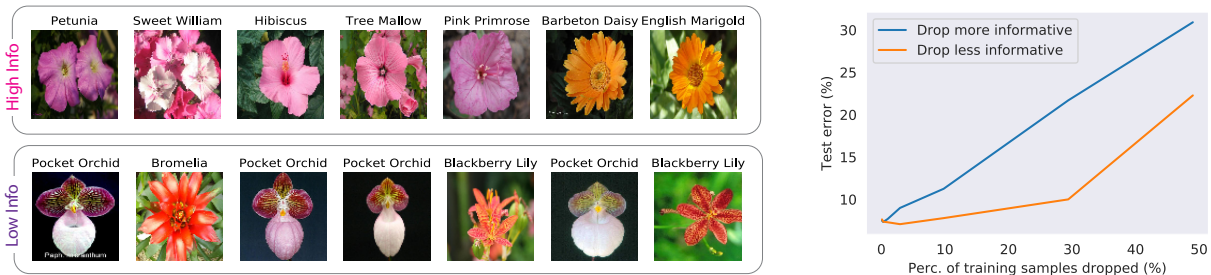 High Info
Petunia
Sweet William
Hibiscus
Tree Mallow
Pink Primrose
Barbeton Daisy
English Marigold
Low Info
Pocket Orchid
Bromelia
Pocket Orchid
Pocket Orchid
Blackberry Lily
Pocket Orchid
Blackberry Lily
Drop more informative
Drop less informative
Test error (%)
30
25
20
15
10
0
10
20
30
40
50
Perc. of training samples dropped (%)